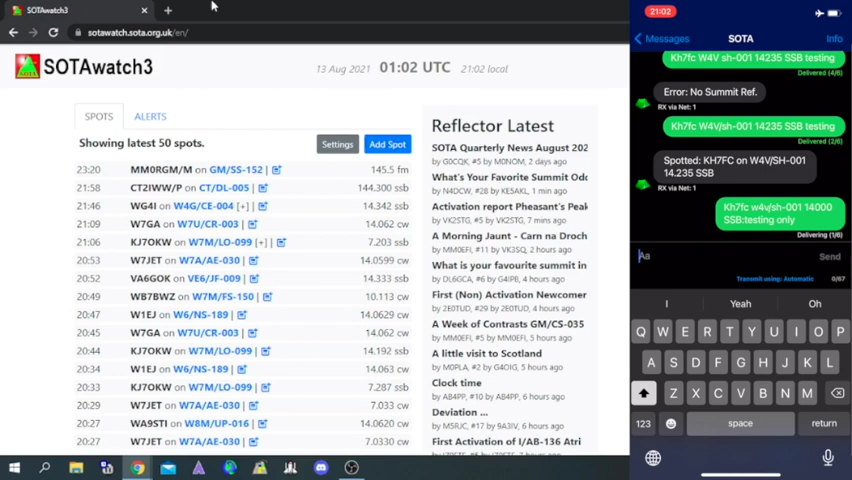 SOTAwatch3
sotawatch.sota.org.uk/en/
SOTAwatch3
13 Aug 2021 01:02 UTC 21:02 local
SPOTS ALERTS
Showing latest 50 spots. Settings Add Spot
23:20 MM0RGM/M on GM/SS-152 | 145.5 fm
21:58 CT2IWW/P on CT/DL-005 | 144.300 ssb
21:46 WG4I on W4G/CE-004 [+] | 14.342 ssb
21:09 W7GA on W7U/CR-003 | 14.062 cw
21:06 KJ7OKW on W7M/LO-099 [+] | 7.203 ssb
20:53 W7JET on W7A/AE-030 | 14.0599 cw
20:52 VA6GOK on VE6/JF-009 | 14.333 ssb
20:49 WB7BWZ on W7M/FS-150 | 10.113 cw
20:47 W1EJ on W6/NS-189 | 14.0629 cw
20:45 W7GA on W7U/CR-003 | 14.062 cw
20:44 KJ7OKW on W7M/LO-099 | 14.192 ssb
20:34 W1EJ on W6/NS-189 | 14.063 cw
20:33 KJ7OKW on W7M/LO-099 | 7.287 ssb
20:29 W7JET on W7A/AE-030 | 7.033 cw
20:27 WA9STI on W8M/UP-016 | 14.0620 cw
20:27 W7JET on W7A/AE-030 | 7.0330 cw
Reflector Latest
SOTA Quarterly News August 202
by G0CQK, #5 by M0NOM, 2 days ago
What's Your Favorite Summit Odd
by N4DCW, #28 by KE5AKL, 1 min ago
Activation report Pheasant's Peak
by VK2STG, #5 by VK2STG, 7 mins ago
A Morning Jaunt - Carn na Droch
by MM0EFI, #11 by VK3SQ, 2 hours ago
What is your favourite summit in
by DL6GCA, #6 by G4IPB, 4 hours ago
First (Non) Activation Newcomer
by 2E0TUD, #29 by 2E0TUD, 4 hours ago
A Week of Contrasts GM/CS-035
by MM0EFI, #5 by MM0EFI, 5 hours ago
A little visit to Scotland
by M0PLA, #2 by G4OIG, 5 hours ago
Clock time
by AB4PP, #10 by AB4PP, 6 hours ago
Deviation ...
by M5RJC, #17 by 9A3IV, 6 hours ago
First Activation of I/AB-136 Atri
21:02
Messages SOTA Info
Kh7fc W4V sh-001 14235 SSB testing
Delivered (4/6)
Error: No Summit Ref.
RX via Net: 1
Kh7fc W4V/sh-001 14235 SSB testing
Delivered (2/6)
Spotted: KH7FC on W4V/SH-001
14.235 SSB
RX via Net: 1
Kh7fc w4v/sh-001 14000
SSB:testing only
Delivering (1/6)
Aa Send
Transmit using: Automatic 0/67
I Yeah Oh
Q W E R T Y U I O P
A S D F G H J K L
Z X C V B N M
123 space return